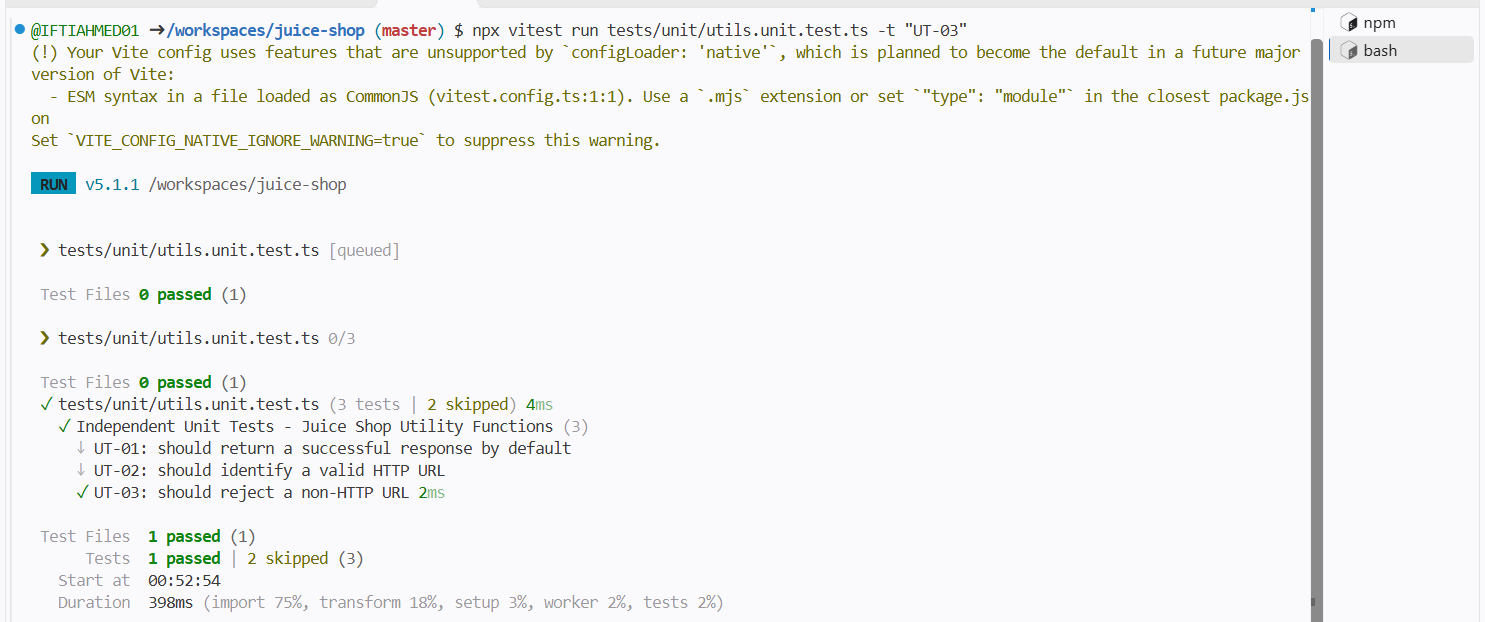 @IFTIAHMED01 → /workspaces/juice-shop (master) $ npx vitest run tests/unit/utils.unit.test.ts -t "UT-03"
(!) Your Vite config uses features that are unsupported by `configLoader: 'native'`, which is planned to become the default in a future major
version of Vite:
- ESM syntax in a file loaded as CommonJS (vitest.config.ts:1:1). Use a `.mjs` extension or set `"type": "module"` in the closest package.js
on
Set `VITE_CONFIG_NATIVE_IGNORE_WARNING=true` to suppress this warning.
RUN v5.1.1 /workspaces/juice-shop
❯ tests/unit/utils.unit.test.ts [queued]
Test Files 0 passed (1)
❯ tests/unit/utils.unit.test.ts 0/3
Test Files 0 passed (1)
✓ tests/unit/utils.unit.test.ts (3 tests | 2 skipped) 4ms
✓ Independent Unit Tests - Juice Shop Utility Functions (3)
↓ UT-01: should return a successful response by default
↓ UT-02: should identify a valid HTTP URL
✓ UT-03: should reject a non-HTTP URL 2ms
Test Files 1 passed (1)
Tests 1 passed | 2 skipped (3)
Start at 00:52:54
Duration 398ms (import 75%, transform 18%, setup 3%, worker 2%, tests 2%)
npm
bash